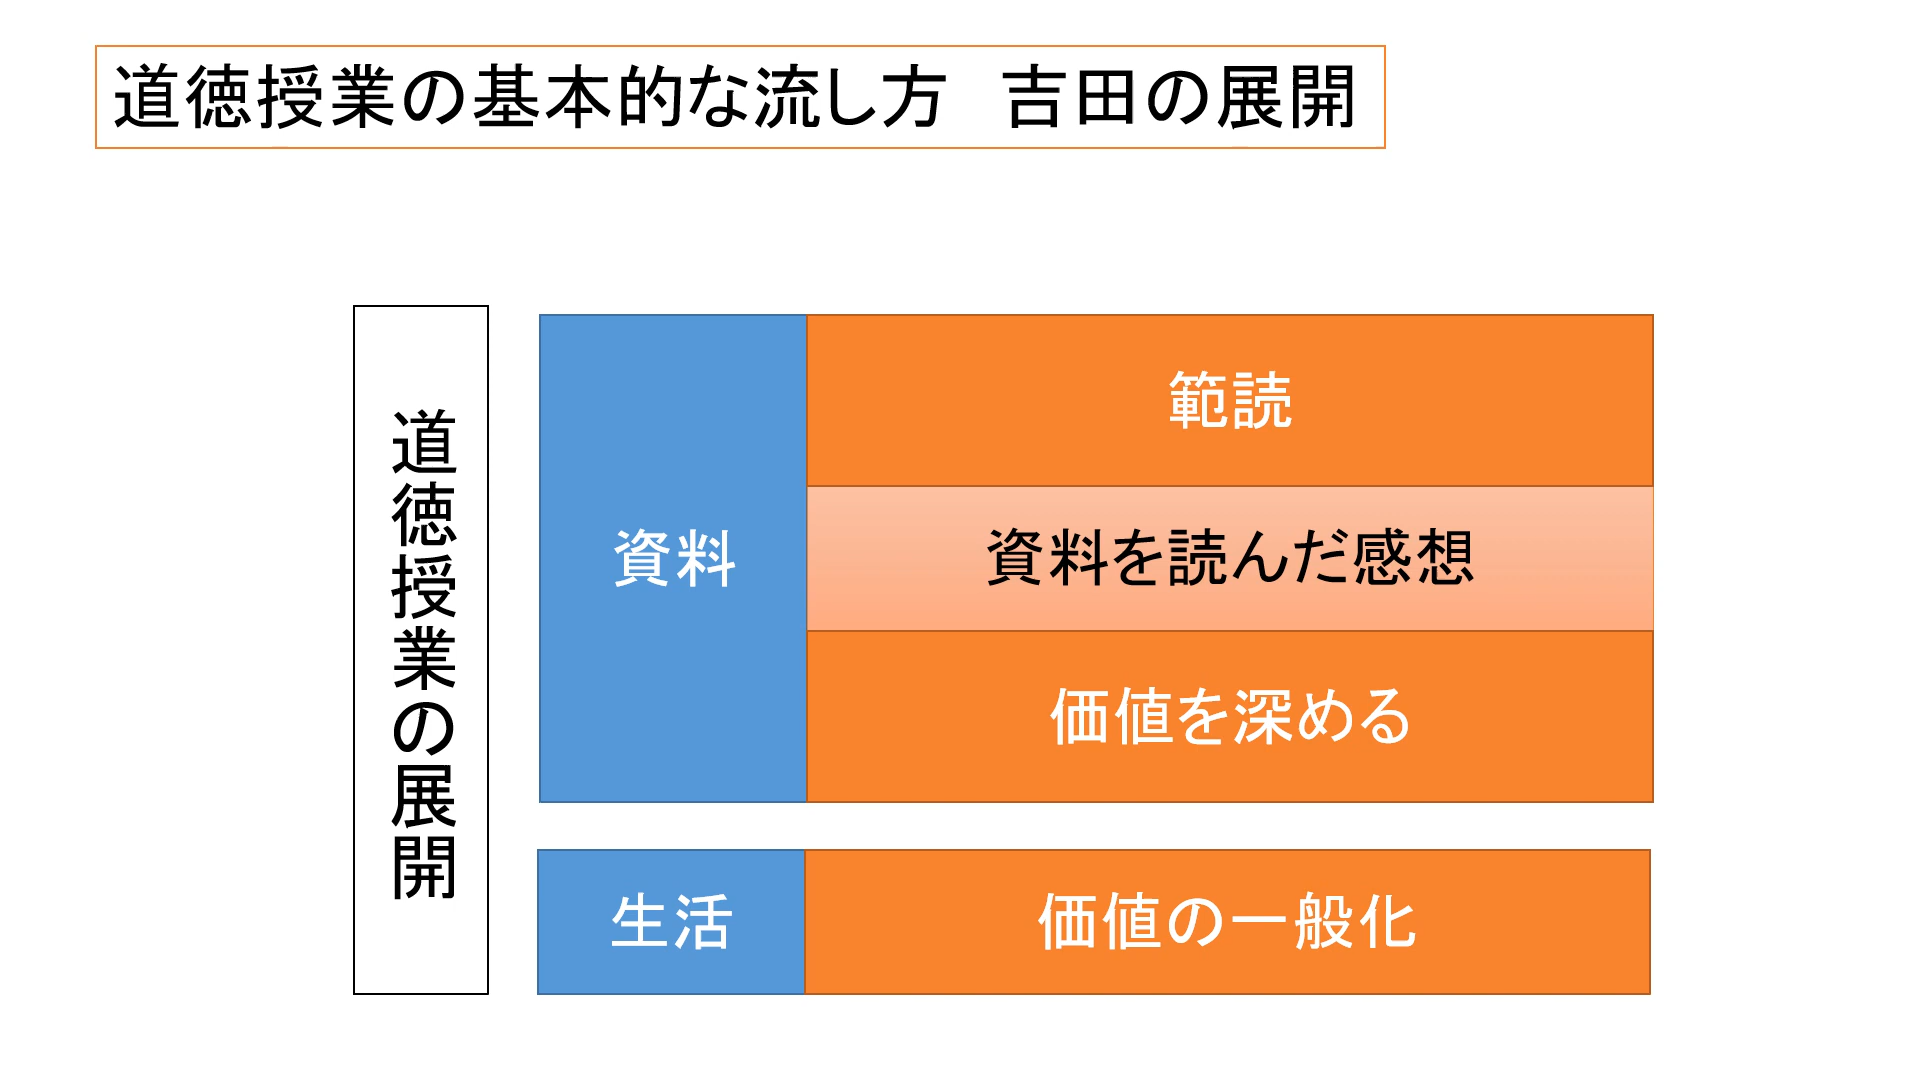 道徳授業の基本的な流し方　吉田の展開
道徳授業の展開
資料
範読
資料を読んだ感想
価値を深める
生活
価値の一般化